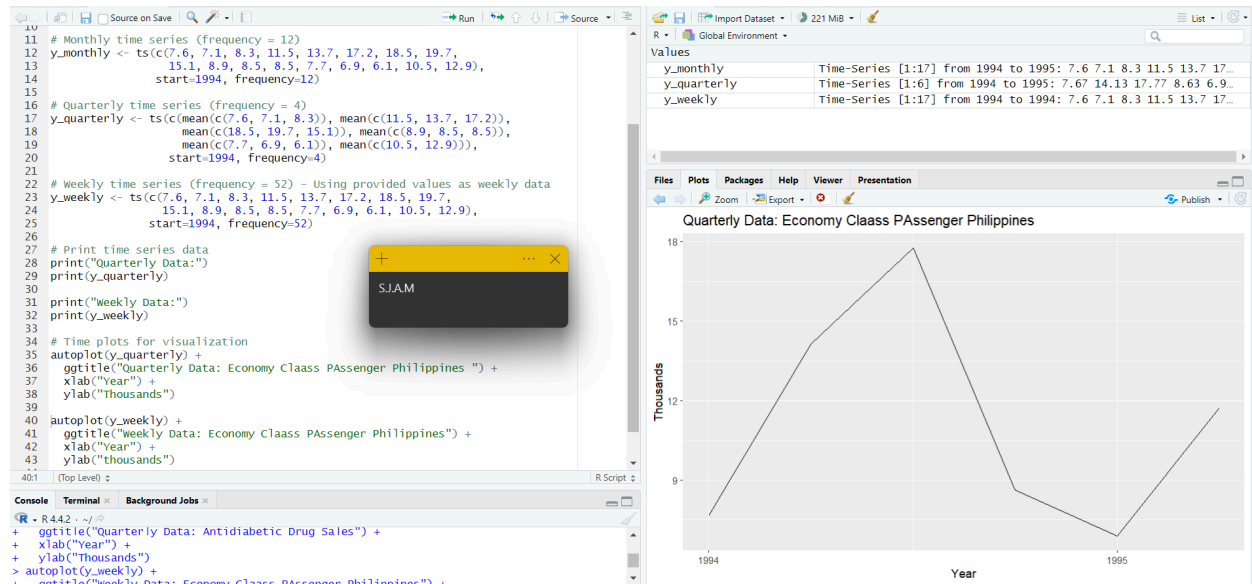 Source on Save
Run
Source
10
11 # Monthly time series (frequency = 12)
12 y_monthly <- ts(c(7.6, 7.1, 8.3, 11.5, 13.7, 17.2, 18.5, 19.7,
13 15.1, 8.9, 8.5, 8.5, 7.7, 6.9, 6.1, 10.5, 12.9),
14 start=1994, frequency=12)
15
16 # Quarterly time series (frequency = 4)
17 y_quarterly <- ts(c(mean(c(7.6, 7.1, 8.3)), mean(c(11.5, 13.7, 17.2)),
18 mean(c(18.5, 19.7, 15.1)), mean(c(8.9, 8.5, 8.5)),
19 mean(c(7.7, 6.9, 6.1)), mean(c(10.5, 12.9))),
20 start=1994, frequency=4)
21
22 # Weekly time series (frequency = 52) - Using provided values as weekly data
23 y_weekly <- ts(c(7.6, 7.1, 8.3, 11.5, 13.7, 17.2, 18.5, 19.7,
24 15.1, 8.9, 8.5, 8.5, 7.7, 6.9, 6.1, 10.5, 12.9),
25 start=1994, frequency=52)
26
27 # Print time series data
28 print("Quarterly Data:")
29 print(y_quarterly)
30
31 print("Weekly Data:")
32 print(y_weekly)
33
34 # Time plots for visualization
35 autoplot(y_quarterly) +
36 ggtitle("Quarterly Data: Economy Claass PAssenger Philippines ") +
37 xlab("Year") +
38 ylab("Thousands")
39
40 autoplot(y_weekly) +
41 ggtitle("Weekly Data: Economy Claass PAssenger Philippines") +
42 xlab("Year") +
43 ylab("thousands")
S.J.A.M
40:1 (Top Level) R Script
Console Terminal Background Jobs
R R 4.4.2 · ~/
+ ggtitle("Quarterly Data: Antidiabetic Drug Sales") +
+ xlab("Year") +
+ ylab("Thousands")
> autoplot(y_weekly) +
+ ggtitle("Weekly Data: Economy Claass PAssenger Philippines") +
Import Dataset 221 MiB List
R Global Environment
Values
y_monthly Time-Series [1:17] from 1994 to 1995: 7.6 7.1 8.3 11.5 13.7 17…
y_quarterly Time-Series [1:6] from 1994 to 1995: 7.67 14.13 17.77 8.63 6.9…
y_weekly Time-Series [1:17] from 1994 to 1994: 7.6 7.1 8.3 11.5 13.7 17…
Files Plots Packages Help Viewer Presentation
Zoom Export Publish
Quarterly Data: Economy Claass PAssenger Philippines
18
15
12
9
Thousands
1994 1995
Year